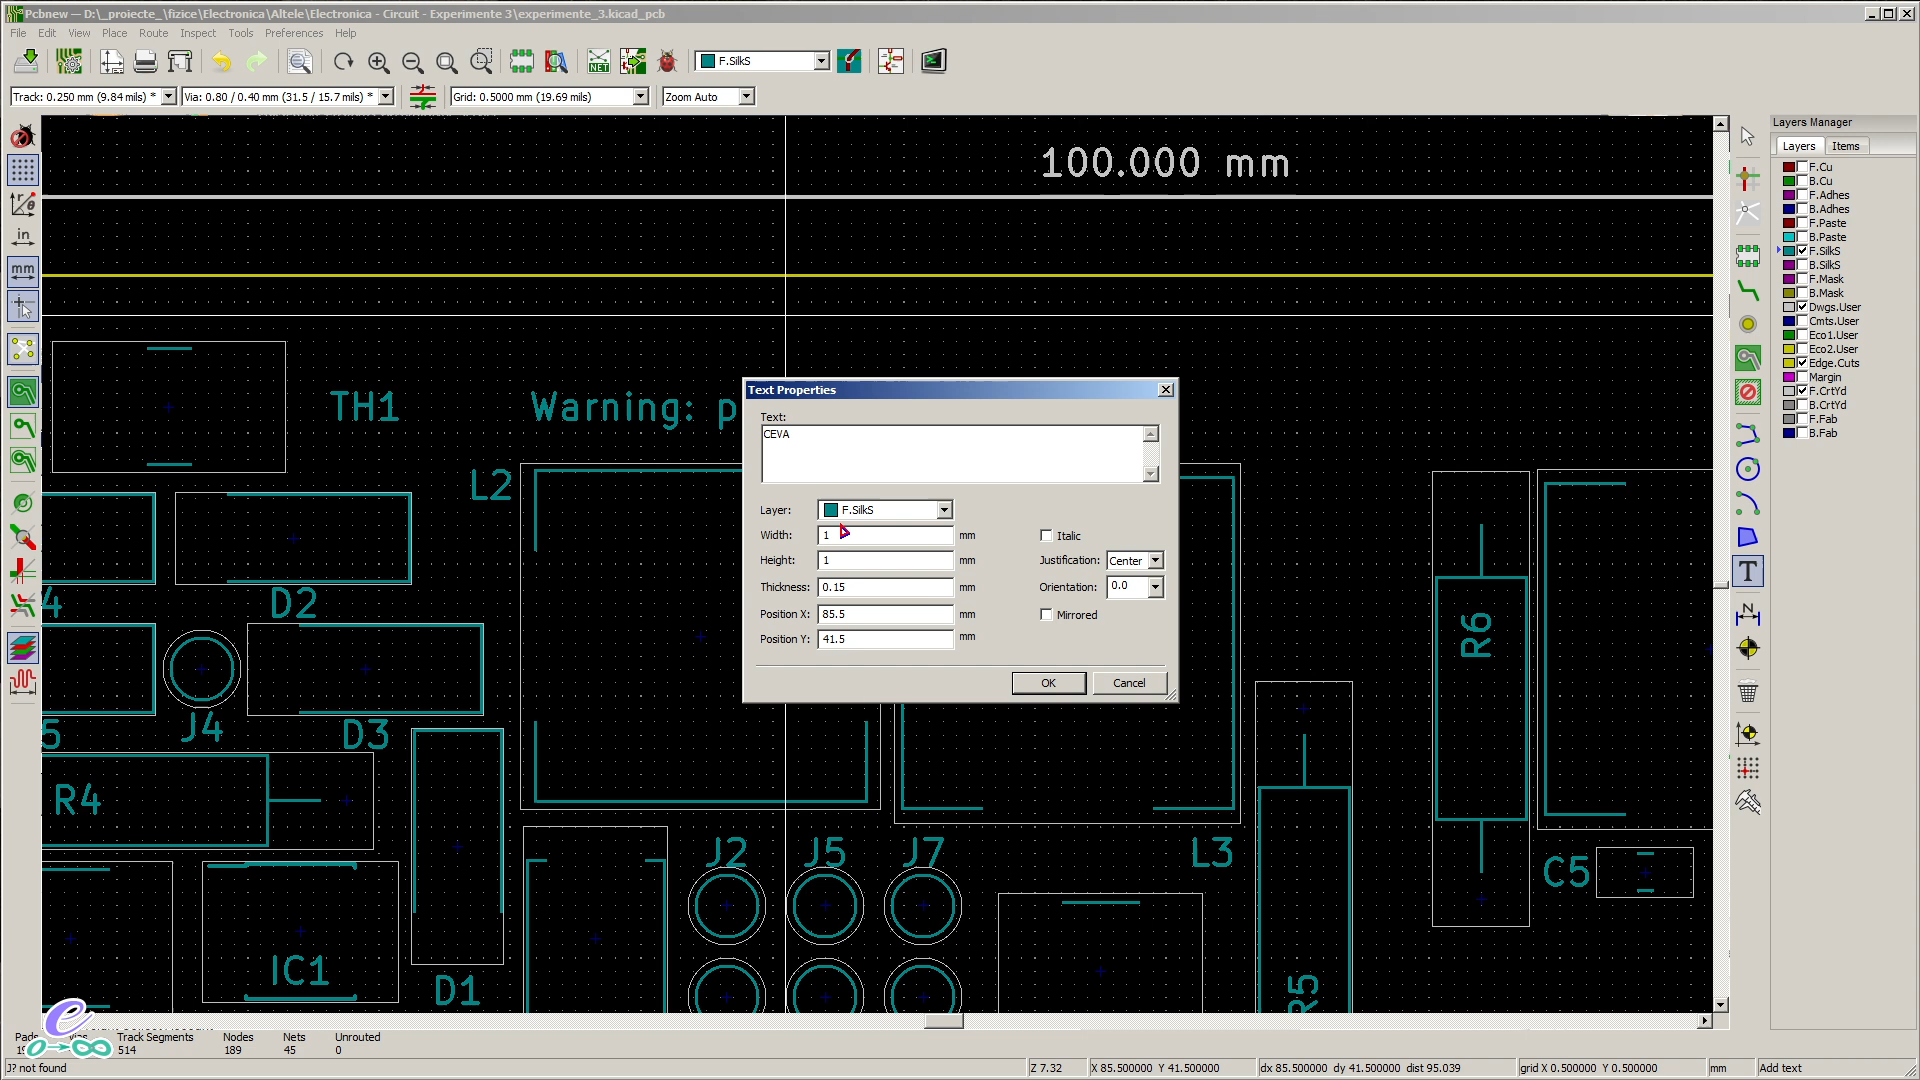 Pcbnew — D:\_proiecte_\fizice\Electronica\Altele\Electronica - Circuit - Experimente 3\experimente_3.kicad_pcb
File Edit View Place Route Inspect Tools Preferences Help
NET
F.SilkS
Track: 0.250 mm (9.84 mils) *
Via: 0.80 / 0.40 mm (31.5 / 15.7 mils) *
Grid: 0.5000 mm (19.69 mils)
Zoom Auto
in
mm
100.000 mm
TH1
Warning: p
L2
4
D2
5
J4
D3
R4
IC1
D1
J2
J5
J7
L3
R5
R6
C5
Text Properties
Text:
CEVA
Layer: F.SilkS
Width: 1 mm
Italic
Height: 1 mm
Justification: Center
Thickness: 0.15 mm
Orientation: 0.0
Position X: 85.5 mm
Mirrored
Position Y: 41.5 mm
OK
Cancel
T
N
Layers Manager
Layers Items
F.Cu
B.Cu
F.Adhes
B.Adhes
F.Paste
B.Paste
F.SilkS
B.SilkS
F.Mask
B.Mask
Dwgs.User
Cmts.User
Eco1.User
Eco2.User
Edge.Cuts
Margin
F.CrtYd
B.CrtYd
F.Fab
B.Fab
Track Segments Nodes Nets Unrouted
514 189 45 0
J? not found
Z 7.32
X 85.500000 Y 41.500000
dx 85.500000 dy 41.500000 dist 95.039
grid X 0.500000 Y 0.500000
mm
Add text